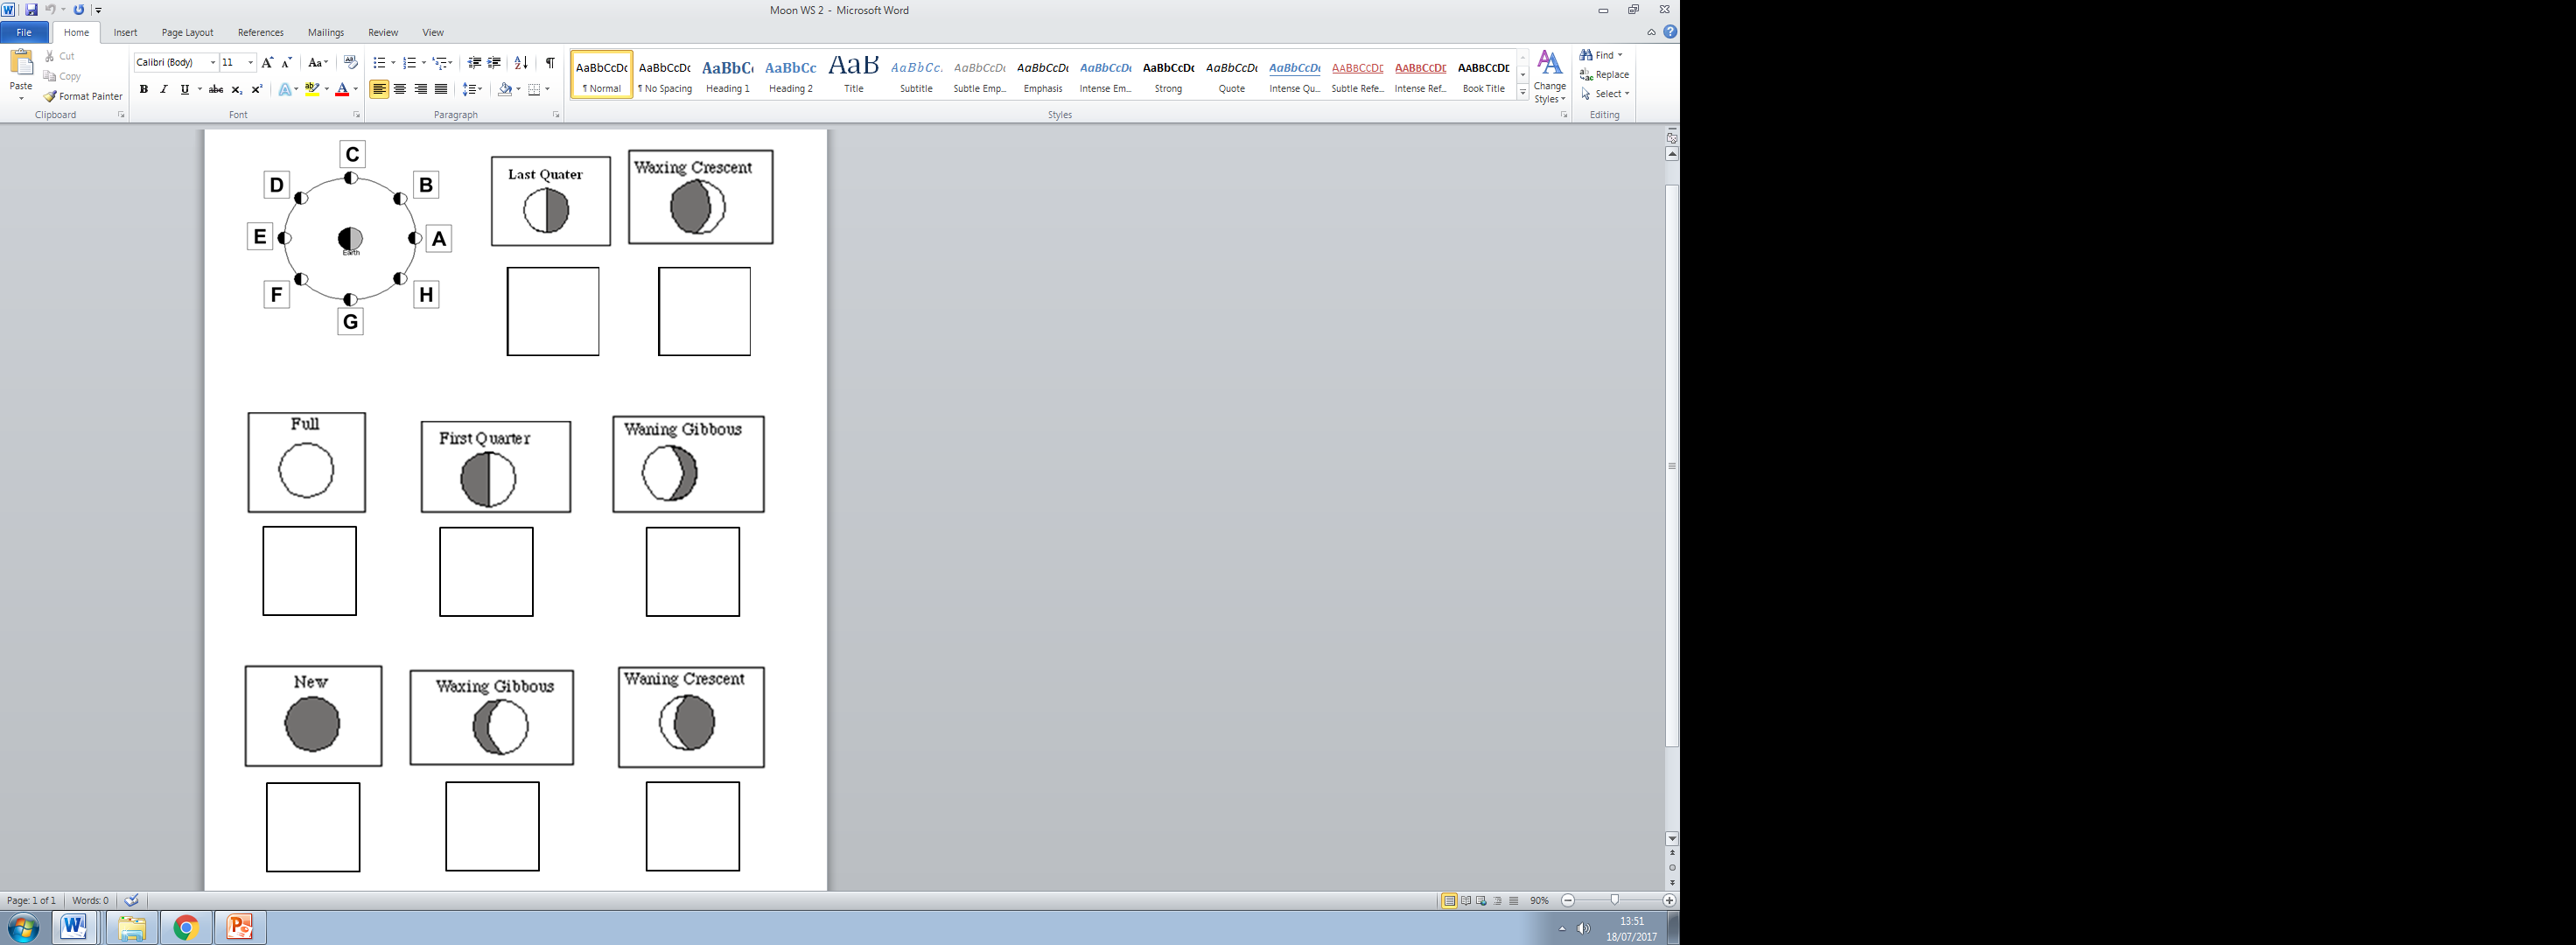 Moon WS 2 - Microsoft Word
File Home Insert Page Layout References Mailings Review View
Paste
Cut
Copy
Format Painter
Clipboard
Calibri (Body) 11
Font
Paragraph
AaBbCcDc AaBbCcDc AaBbC AaBbCc AaB AaBbCc. AaBbCcDc AaBbCcDc AaBbCcDc AaBbCcDc AaBbCcDc AaBbCcDc AABBCCDD AABBCCDD AABBCCDD
¶ Normal ¶ No Spacing Heading 1 Heading 2 Title Subtitle Subtle Emp... Emphasis Intense Em... Strong Quote Intense Qu... Subtle Refe... Intense Ref... Book Title
Styles
Change Styles
Find
Replace
Select
Editing
C
D
B
E
A
Earth
F
H
G
Last Quater
Waxing Crescent
Full
First Quarter
Waning Gibbous
New
Waxing Gibbous
Waning Crescent
Page: 1 of 1 Words: 0
90%
13:51
18/07/2017